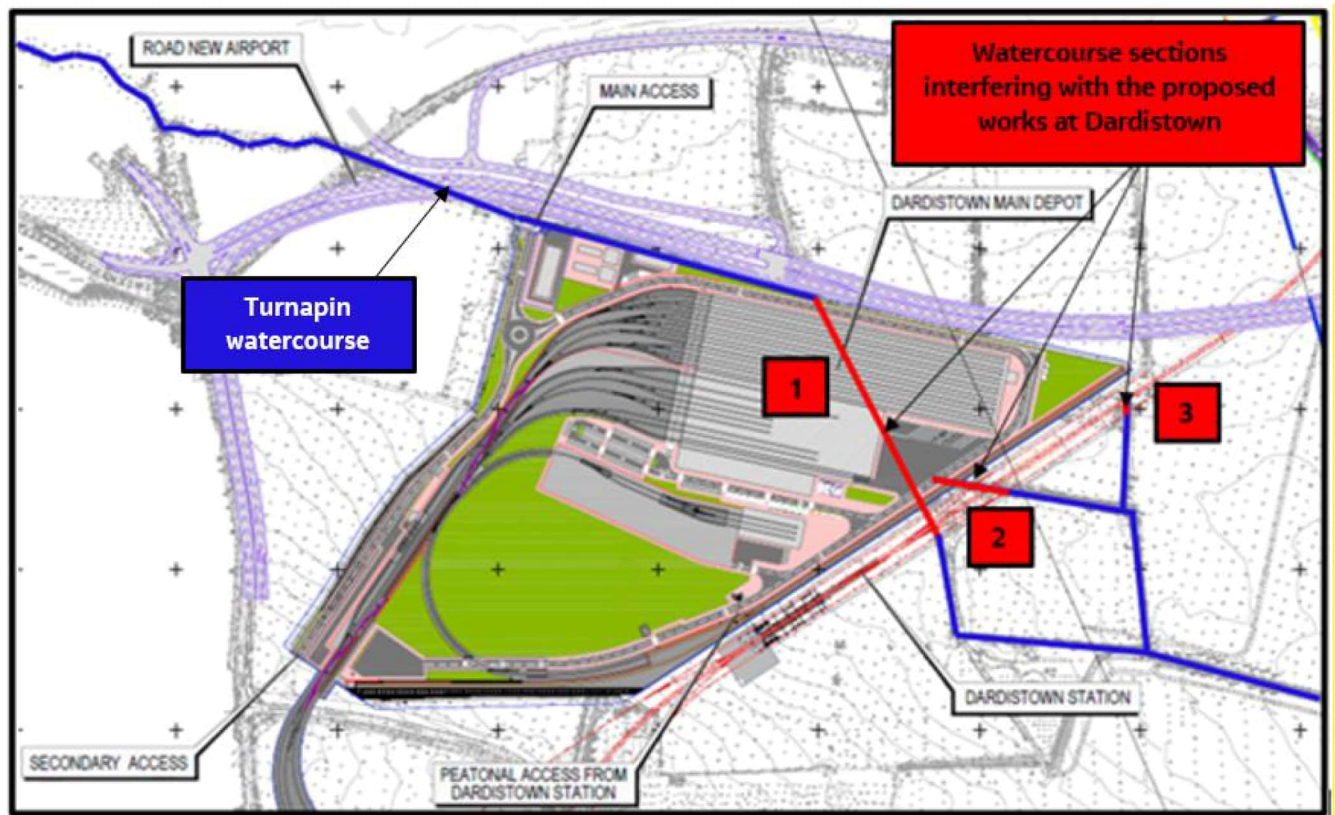 ROAD NEW AIRPORT
MAIN ACCESS
Watercourse sections
interfering with the proposed
works at Dardistown
DARDISTOWN MAIN DEPOT
Turnapin
watercourse
1
3
2
DARDISTOWN STATION
SECONDARY ACCESS
PEATONAL ACCESS FROM
DARDISTOWN STATION